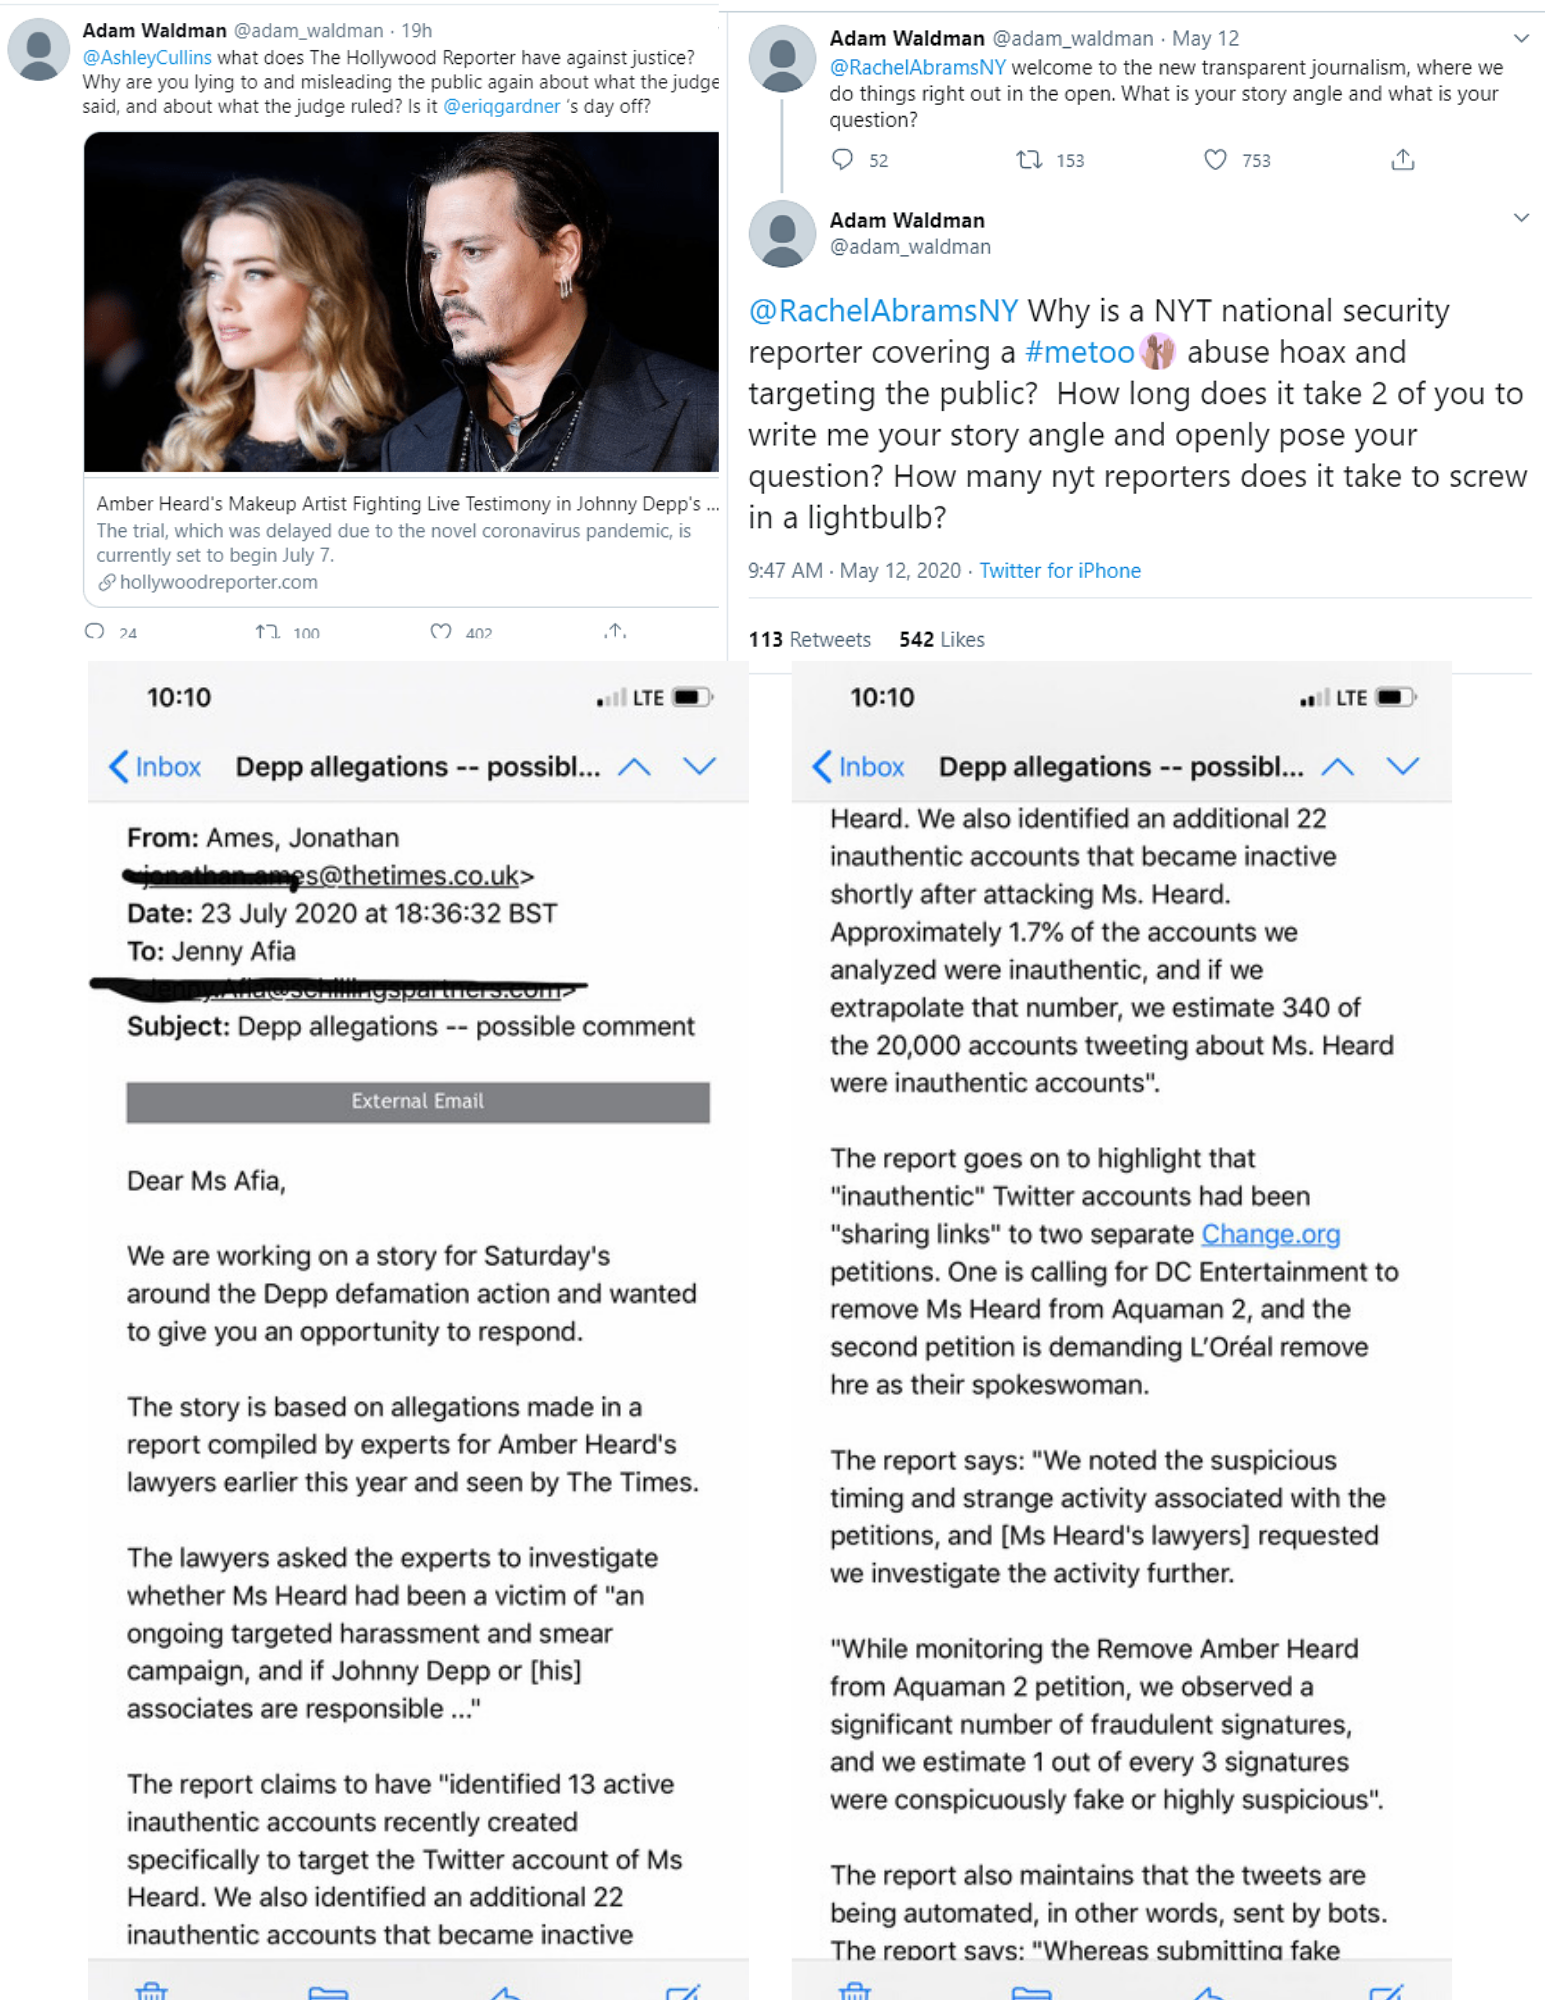 Adam Waldman @adam_waldman · 19h
@AshleyCullins what does The Hollywood Reporter have against justice?
Why are you lying to and misleading the public again about what the judge
said, and about what the judge ruled? Is it @eriqgardner 's day off?
Amber Heard's Makeup Artist Fighting Live Testimony in Johnny Depp's ...
The trial, which was delayed due to the novel coronavirus pandemic, is
currently set to begin July 7.
hollywoodreporter.com
24 100 402
Adam Waldman @adam_waldman · May 12
@RachelAbramsNY welcome to the new transparent journalism, where we
do things right out in the open. What is your story angle and what is your
question?
52 153 753
Adam Waldman
@adam_waldman
@RachelAbramsNY Why is a NYT national security
reporter covering a #metoo abuse hoax and
targeting the public?  How long does it take 2 of you to
write me your story angle and openly pose your
question? How many nyt reporters does it take to screw
in a lightbulb?
9:47 AM · May 12, 2020 · Twitter for iPhone
113 Retweets 542 Likes
10:10 LTE
Inbox Depp allegations -- possibl...
From: Ames, Jonathan
es@thetimes.co.uk>
Date: 23 July 2020 at 18:36:32 BST
To: Jenny Afia
Subject: Depp allegations -- possible comment
External Email
Dear Ms Afia,
We are working on a story for Saturday's
around the Depp defamation action and wanted
to give you an opportunity to respond.
The story is based on allegations made in a
report compiled by experts for Amber Heard's
lawyers earlier this year and seen by The Times.
The lawyers asked the experts to investigate
whether Ms Heard had been a victim of "an
ongoing targeted harassment and smear
campaign, and if Johnny Depp or [his]
associates are responsible ..."
The report claims to have "identified 13 active
inauthentic accounts recently created
specifically to target the Twitter account of Ms
Heard. We also identified an additional 22
inauthentic accounts that became inactive
10:10 LTE
Inbox Depp allegations -- possibl...
Heard. We also identified an additional 22
inauthentic accounts that became inactive
shortly after attacking Ms. Heard.
Approximately 1.7% of the accounts we
analyzed were inauthentic, and if we
extrapolate that number, we estimate 340 of
the 20,000 accounts tweeting about Ms. Heard
were inauthentic accounts".
The report goes on to highlight that
"inauthentic" Twitter accounts had been
"sharing links" to two separate Change.org
petitions. One is calling for DC Entertainment to
remove Ms Heard from Aquaman 2, and the
second petition is demanding L'Oréal remove
hre as their spokeswoman.
The report says: "We noted the suspicious
timing and strange activity associated with the
petitions, and [Ms Heard's lawyers] requested
we investigate the activity further.
"While monitoring the Remove Amber Heard
from Aquaman 2 petition, we observed a
significant number of fraudulent signatures,
and we estimate 1 out of every 3 signatures
were conspicuously fake or highly suspicious".
The report also maintains that the tweets are
being automated, in other words, sent by bots.
The report says: "Whereas submitting fake